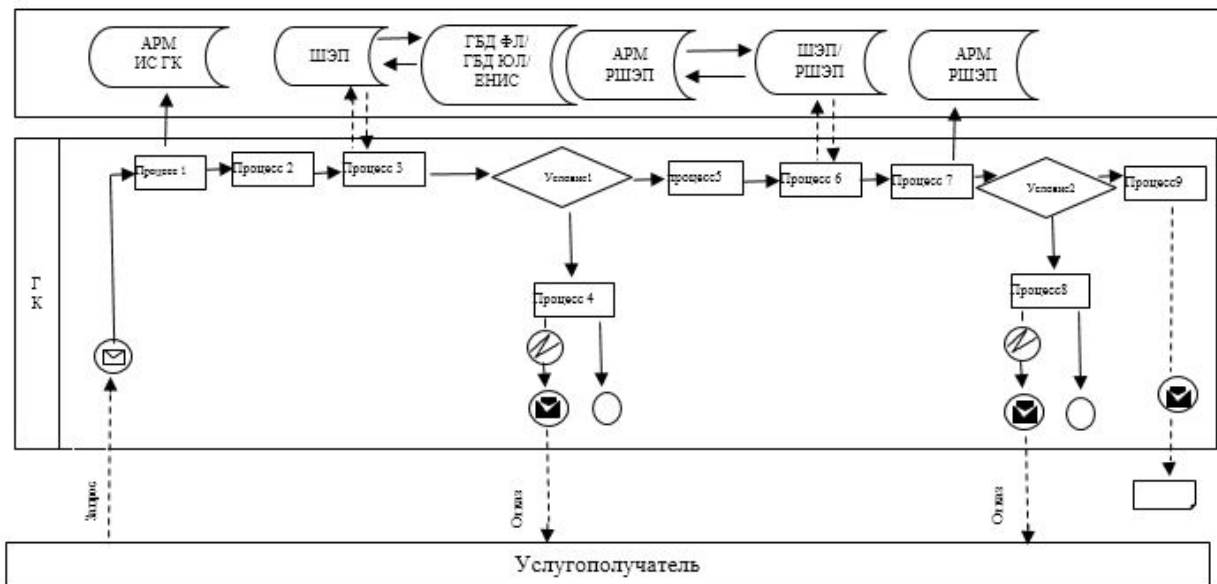 АРМ
ИС ГК
ШЭП
ГБД ФЛ/
ГБД ЮЛ/
ЕНИС
АРМ
РШЭП
ШЭП/
РШЭП
АРМ
РШЭП
Процесс 1
Процесс 2
Процесс 3
Условие1
процесс5
Процесс 6
Процесс 7
Условие2
Процесс9
Г
К
Процесс 4
Процесс8
Запрос
Отказ
Отказ
Услугополучатель